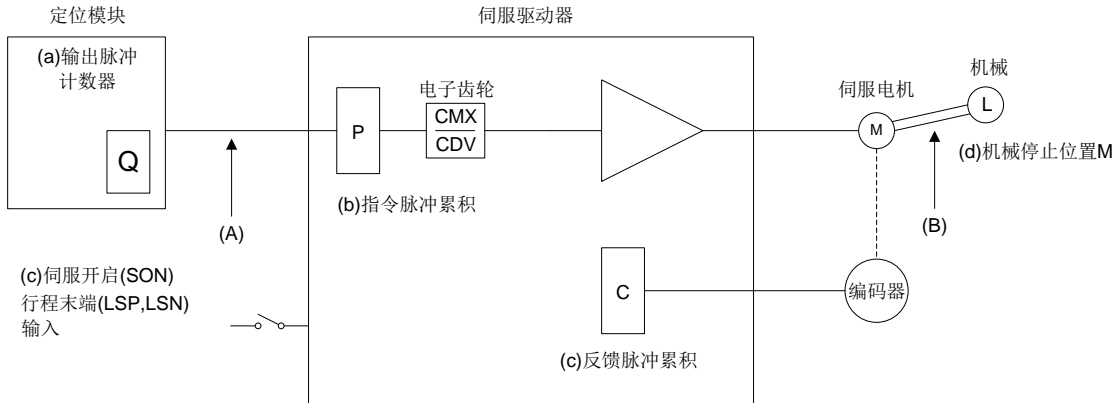 定位模块
伺服驱动器
(a)输出脉冲
计数器
Q
(A)
P
电子齿轮
CMX
CDV
(b)指令脉冲累积
伺服电机
M
机械
L
(d)机械停止位置M
(B)
(c)伺服开启(SON)
行程末端(LSP,LSN)
输入
C
(c)反馈脉冲累积
编码器